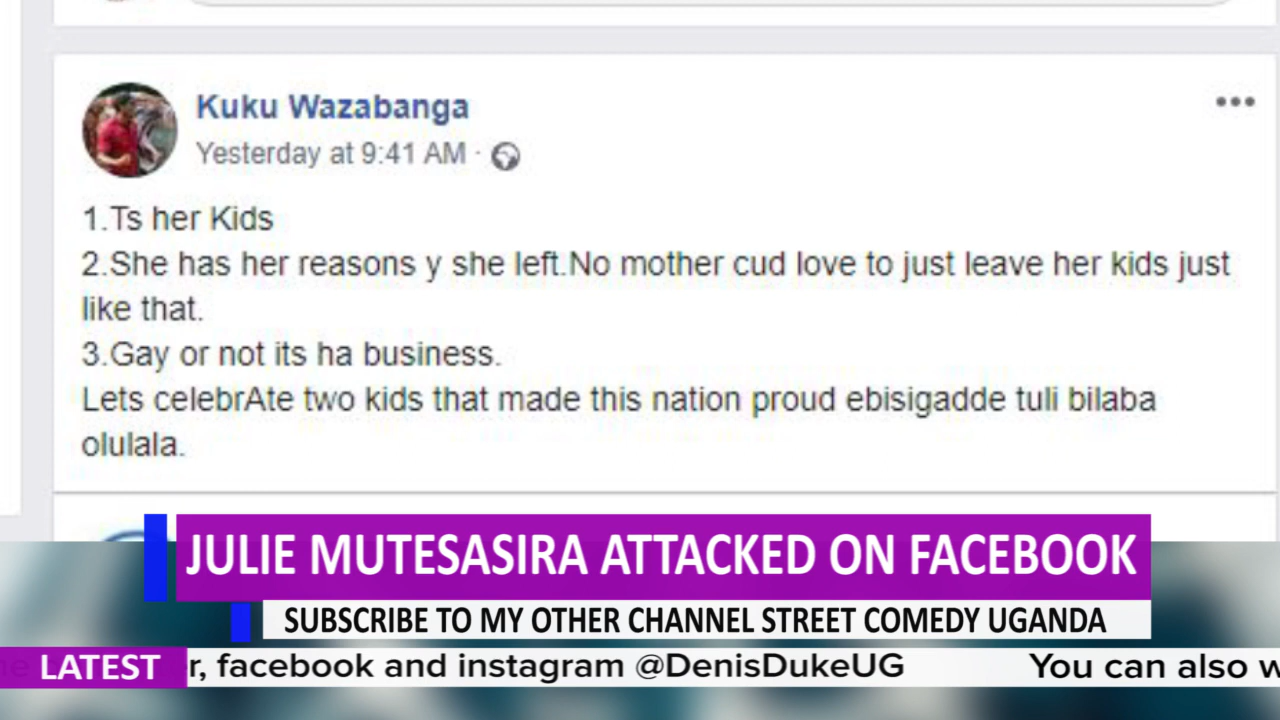 Kuku Wazabanga
Yesterday at 9:41 AM ·
1.Ts her Kids
2.She has her reasons y she left.No mother cud love to just leave her kids just
like that.
3.Gay or not its ha business.
Lets celebrAte two kids that made this nation proud ebisigadde tuli bilaba
olulala.
JULIE MUTESASIRA ATTACKED ON FACEBOOK
SUBSCRIBE TO MY OTHER CHANNEL STREET COMEDY UGANDA
LATEST r, facebook and instagram @DenisDukeUG You can also w